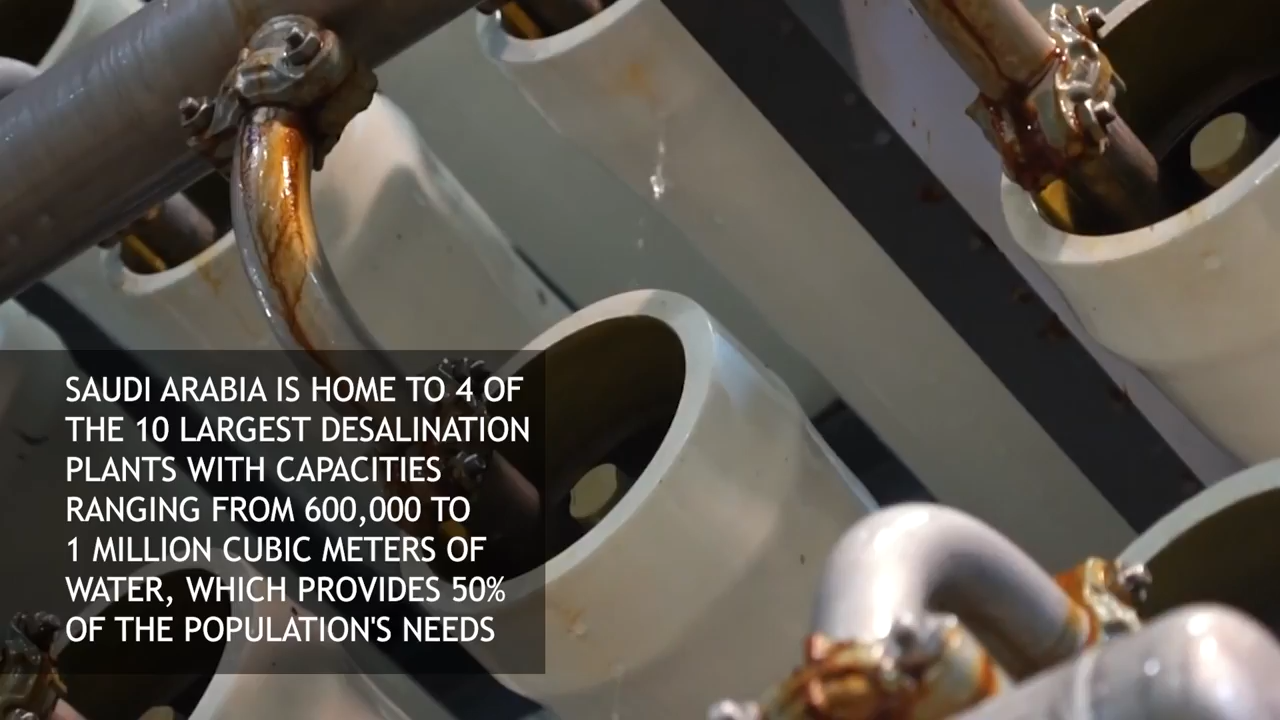 SAUDI ARABIA IS HOME TO 4 OF
THE 10 LARGEST DESALINATION
PLANTS WITH CAPACITIES
RANGING FROM 600,000 TO
1 MILLION CUBIC METERS OF
WATER, WHICH PROVIDES 50%
OF THE POPULATION'S NEEDS